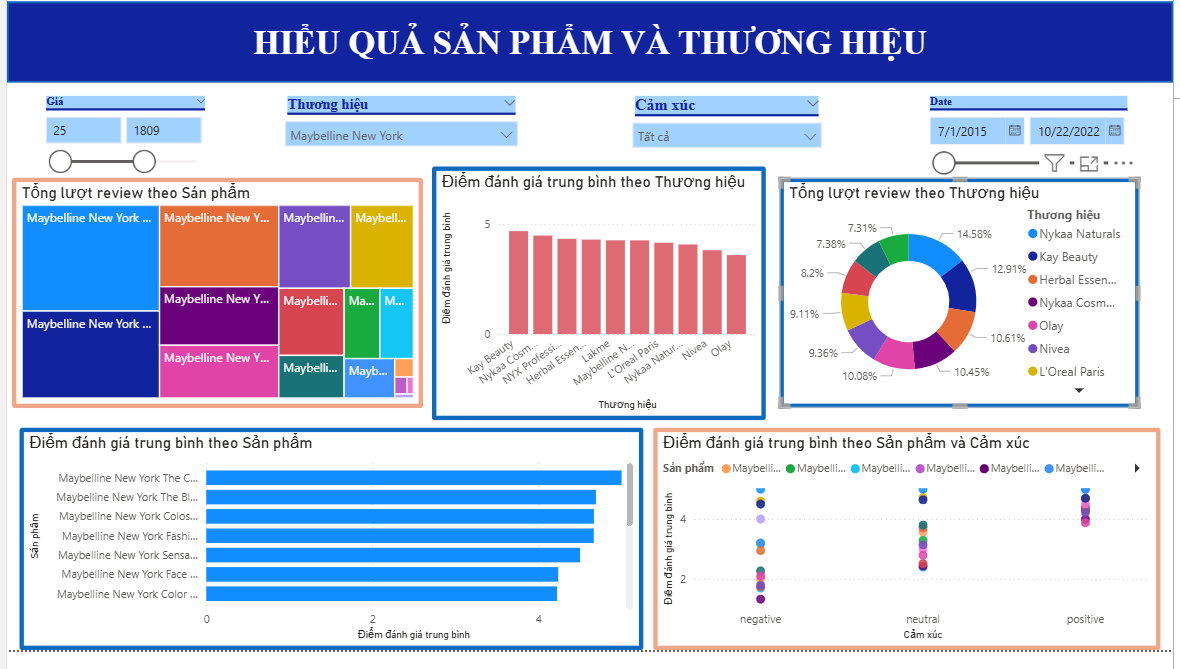 HIỂU QUẢ SẢN PHẨM VÀ THƯƠNG HIỆU
Giá
25
1809
Thương hiệu
Maybelline New York
Cảm xúc
Tất cả
Date
7/1/2015
10/22/2022
Tổng lượt review theo Sản phẩm
Maybelline New York ...
Maybelline New Y...
Maybellin...
Maybell...
Maybelline New York ...
Maybelline New Y...
Maybelline New Y...
Maybelli...
Ma...
M...
Maybelli...
Mayb...
Điểm đánh giá trung bình theo Thương hiệu
Điểm đánh giá trung bình
5
0
Kay Beauty
Nykaa Cosm...
NYX Professi...
Herbal Essen...
Lakme
Maybelline N...
L'Oreal Paris
Nykaa Natur...
Nivea
Olay
Thương hiệu
Tổng lượt review theo Thương hiệu
14.58%
12.91%
10.61%
10.45%
10.08%
9.36%
9.11%
8.2%
7.38%
7.31%
Thương hiệu
Nykaa Naturals
Kay Beauty
Herbal Essen...
Nykaa Cosm...
Olay
Nivea
L'Oreal Paris
Điểm đánh giá trung bình theo Sản phẩm
Sản phẩm
Maybelline New York The C...
Maybelline New York The Bl...
Maybelline New York Colos...
Maybelline New York Fashi...
Maybelline New York Sensa...
Maybelline New York Face ...
Maybelline New York Color ...
0
2
4
Điểm đánh giá trung bình
Điểm đánh giá trung bình theo Sản phẩm và Cảm xúc
Sản phẩm
Maybelli...
Maybelli...
Maybelli...
Maybelli...
Maybelli...
Maybelli...
Điểm đánh giá trung bình
4
2
negative
neutral
positive
Cảm xúc